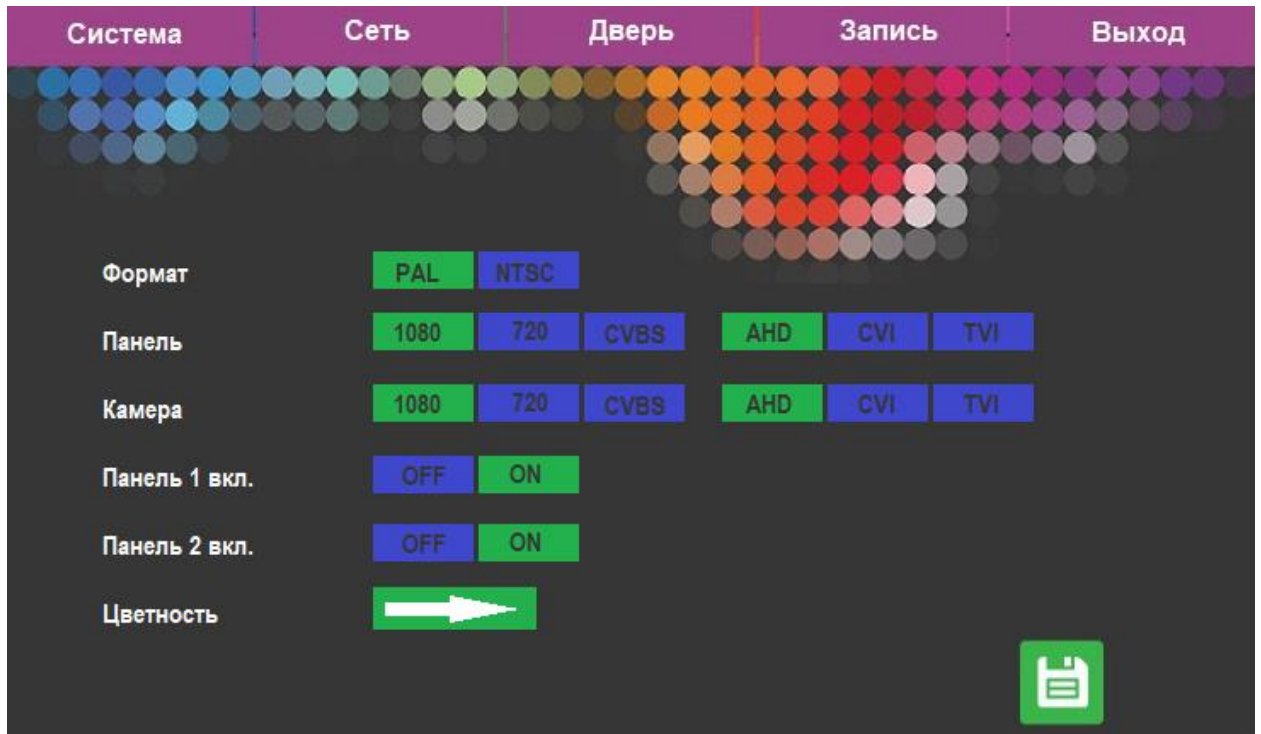 Система Сеть Дверь Запись Выход
Формат PAL NTSC
Панель 1080 720 CVBS AHD CVI TVI
Камера 1080 720 CVBS AHD CVI TVI
Панель 1 вкл. OFF ON
Панель 2 вкл. OFF ON
Цветность